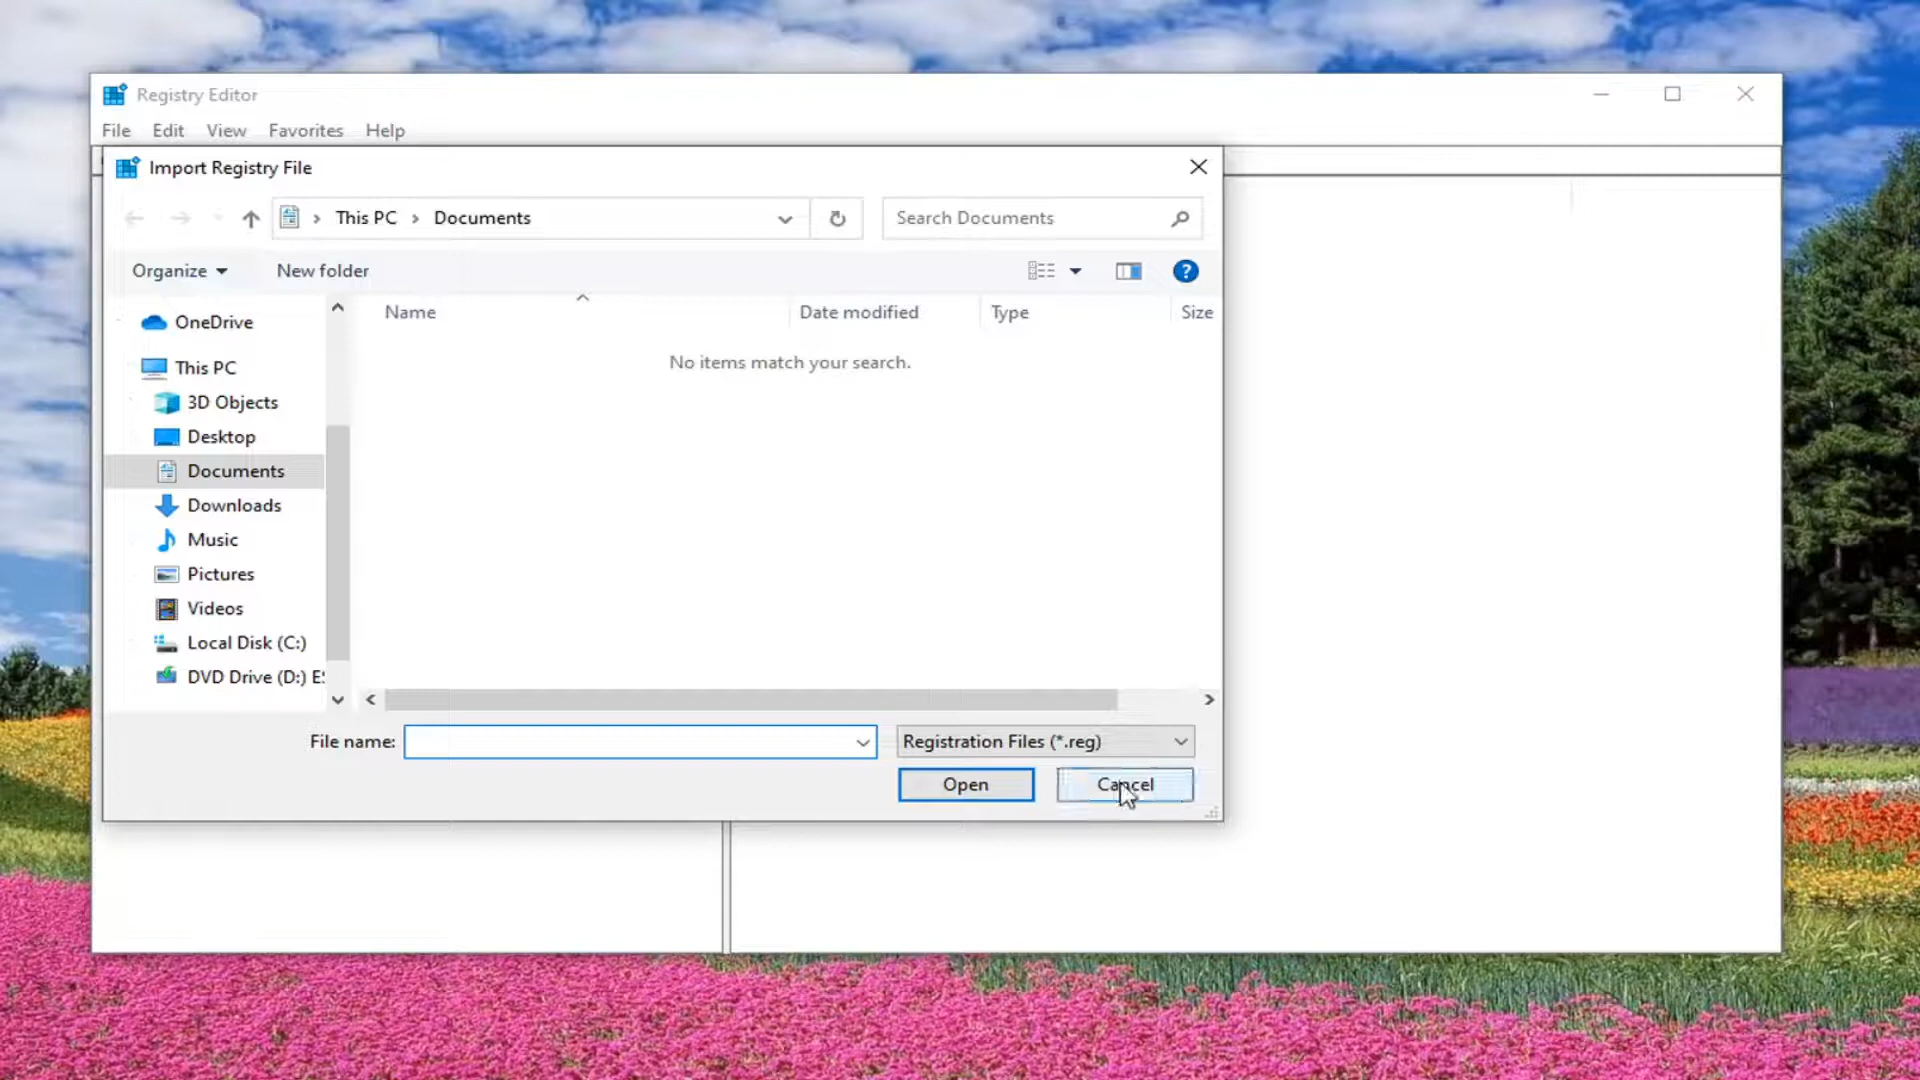 Registry Editor
File Edit View Favorites Help
Import Registry File
This PC > Documents
Search Documents
Organize New folder
?
Name Date modified Type Size
No items match your search.
OneDrive
This PC
3D Objects
Desktop
Documents
Downloads
Music
Pictures
Videos
Local Disk (C:)
DVD Drive (D:)
File name: Registration Files (*.reg)
Open Cancel